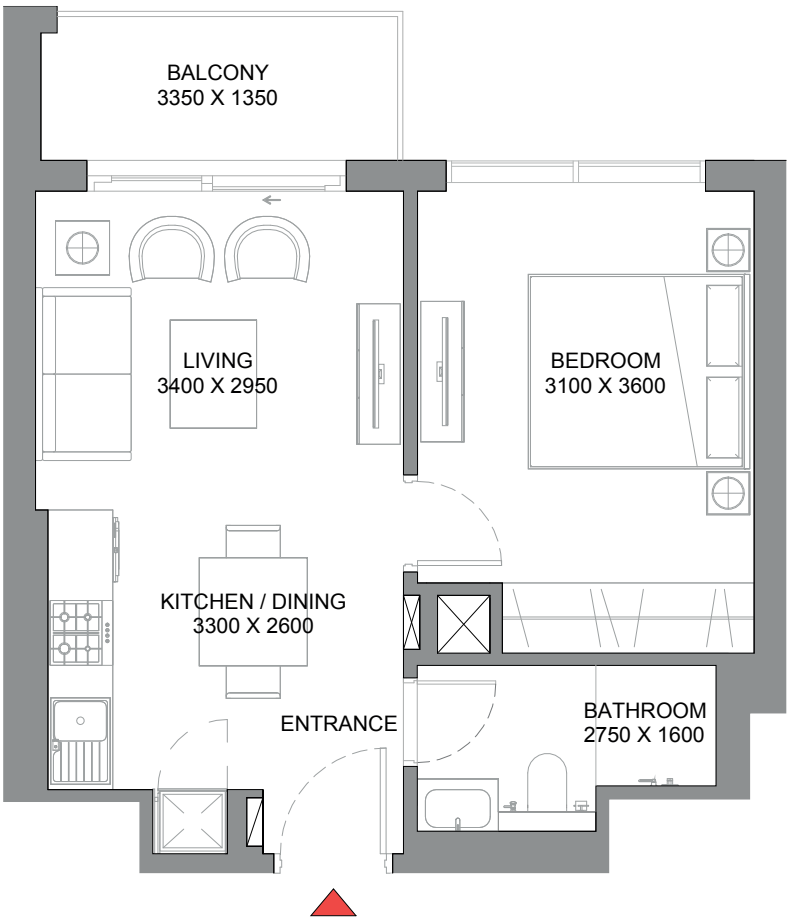 BALCONY
3350 X 1350
LIVING
3400 X 2950
BEDROOM
3100 X 3600
KITCHEN / DINING
3300 X 2600
ENTRANCE
BATHROOM
2750 X 1600